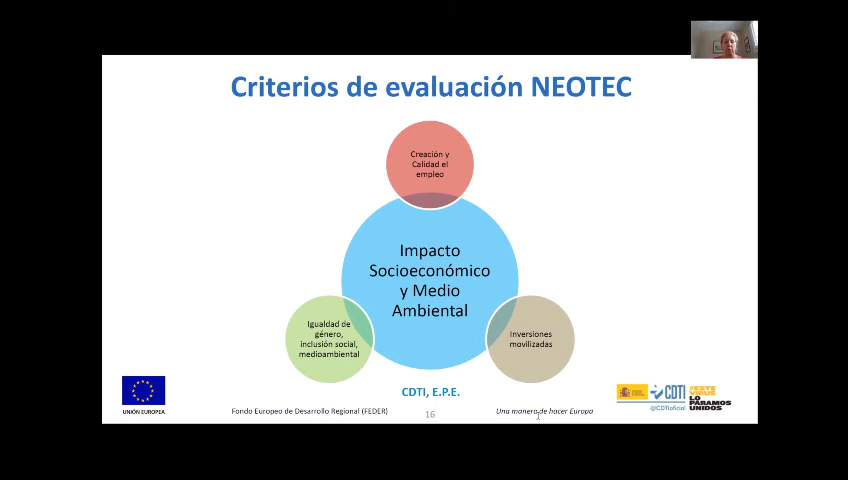 Criterios de evaluación NEOTEC
Creación y
Calidad el
empleo
Impacto
Socioeconómico
y Medio
Ambiental
Igualdad de
género,
inclusión social,
medioambiental
Inversiones
movilizadas
CDTI, E.P.E.
UNIÓN EUROPEA
Fondo Europeo de Desarrollo Regional (FEDER)
16
Una manera de hacer Europa
CDTI
@CDTIoficial
#ESTE
VIRUS
LO
PARAMOS
UNIDOS